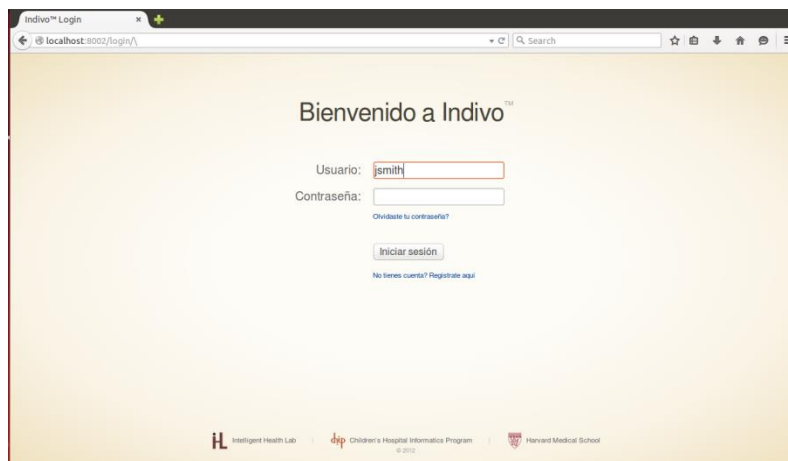 Indivo™ Login
localhost:8002/login/\
Search
Bienvenido a Indivo™
Usuario: jsmith
Contraseña:
Olvidaste tu contraseña?
Iniciar sesión
No tienes cuenta? Registrate aqui
Intelligent Health Lab | chip Children's Hospital Informatics Program | Harvard Medical School
© 2012